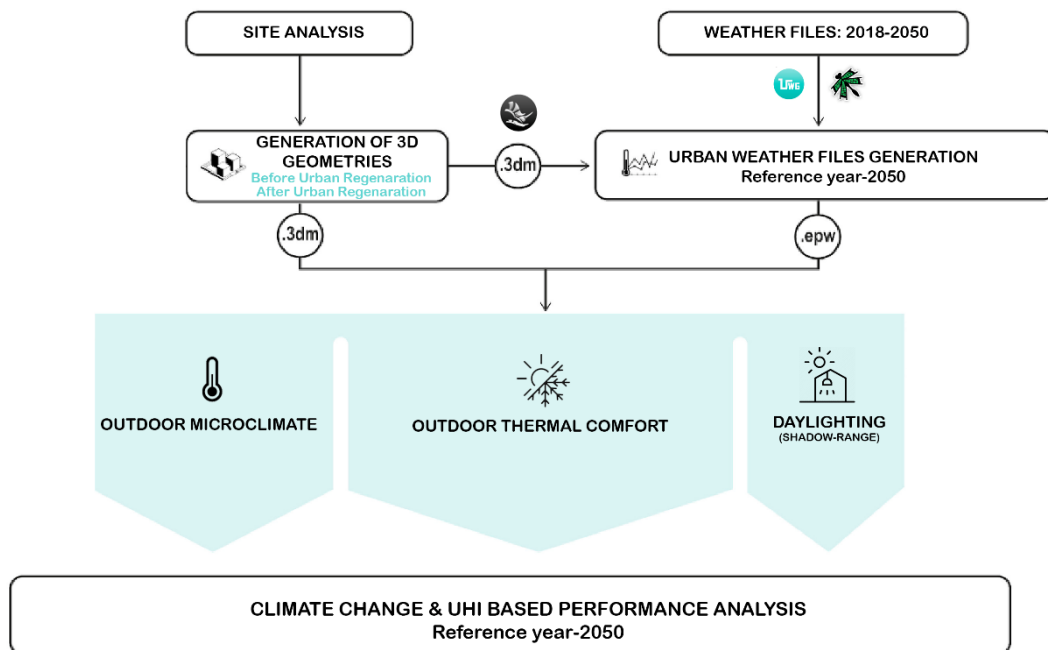 SITE ANALYSIS
WEATHER FILES: 2018-2050
UWG
GENERATION OF 3D
GEOMETRIES
Before Urban Regenaration
After Urban Regenaration
.3dm
URBAN WEATHER FILES GENERATION
Reference year-2050
.3dm
.epw
OUTDOOR MICROCLIMATE
OUTDOOR THERMAL COMFORT
DAYLIGHTING
(SHADOW-RANGE)
CLIMATE CHANGE & UHI BASED PERFORMANCE ANALYSIS
Reference year-2050